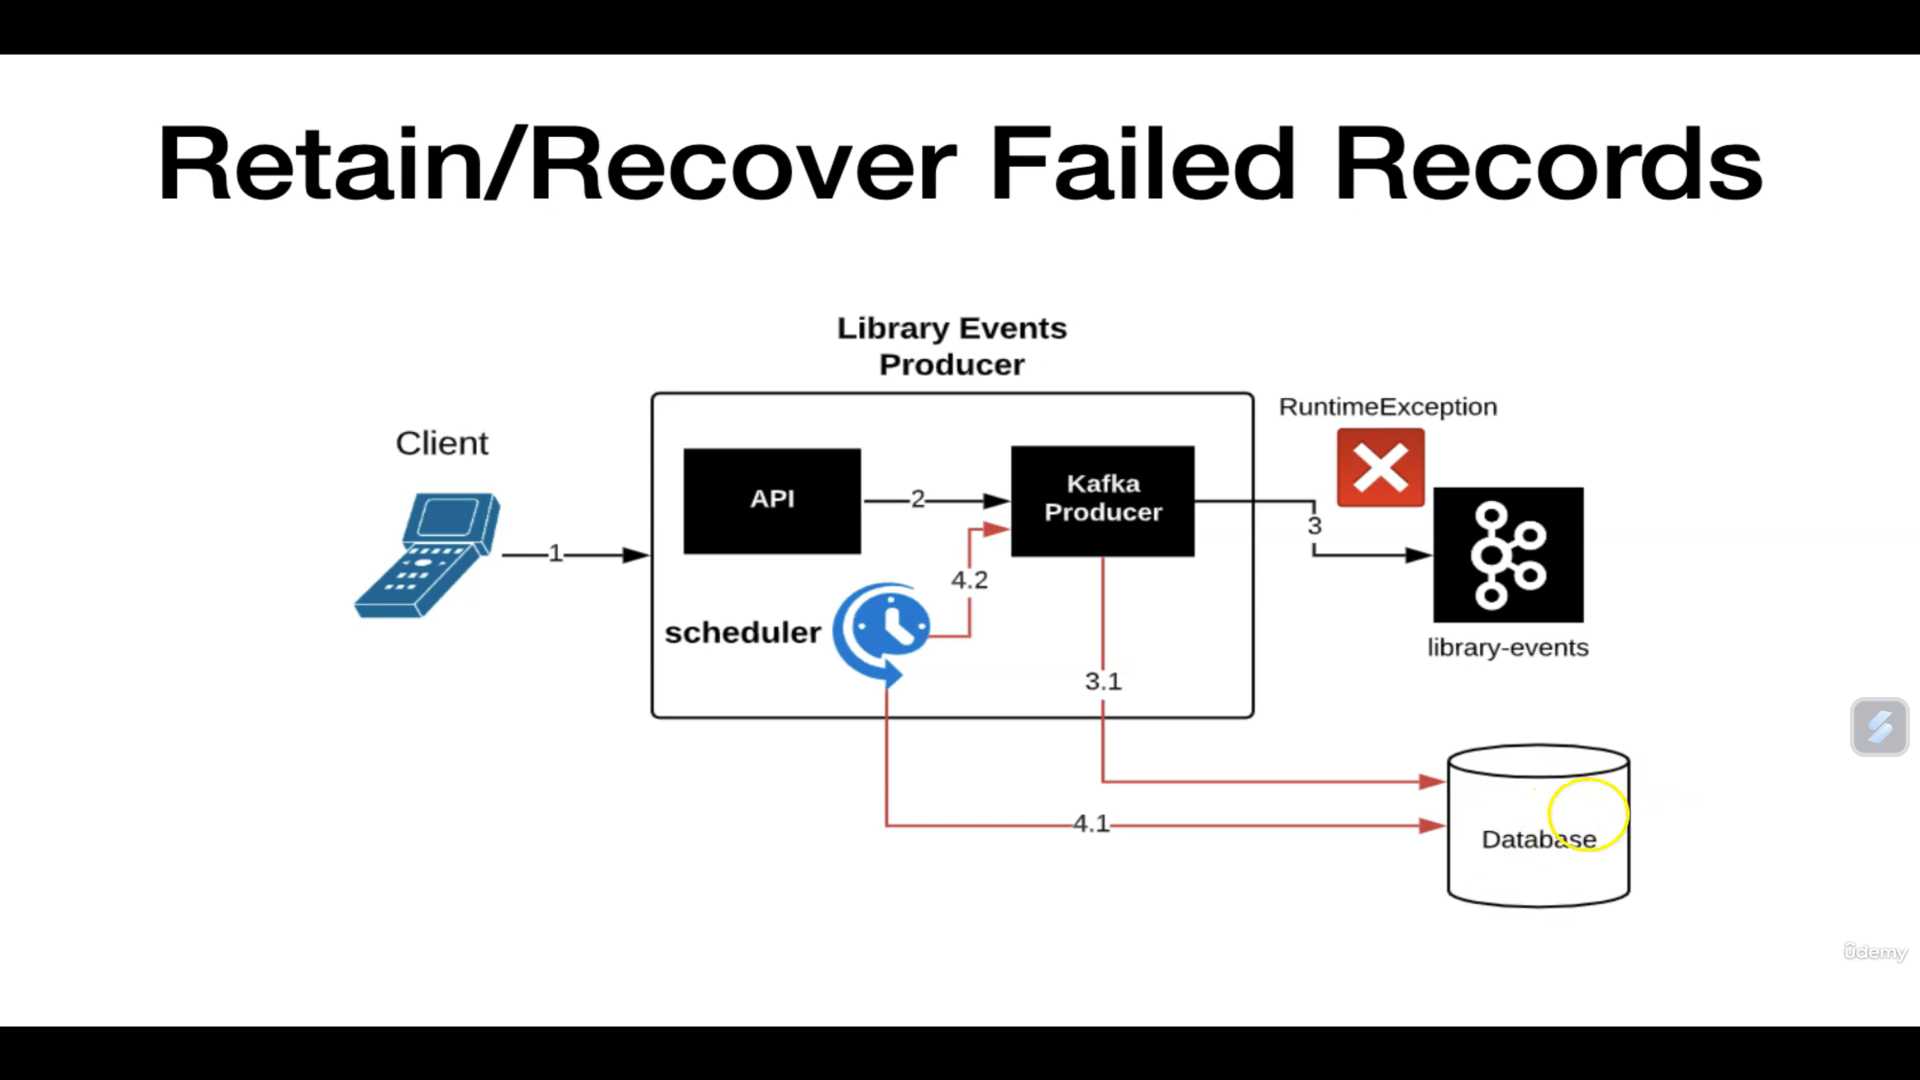 Retain/Recover Failed Records
Library Events
Producer
RuntimeException
Client
API
2
Kafka
Producer
3
1
4.2
scheduler
library-events
3.1
4.1
Database
ûdemy